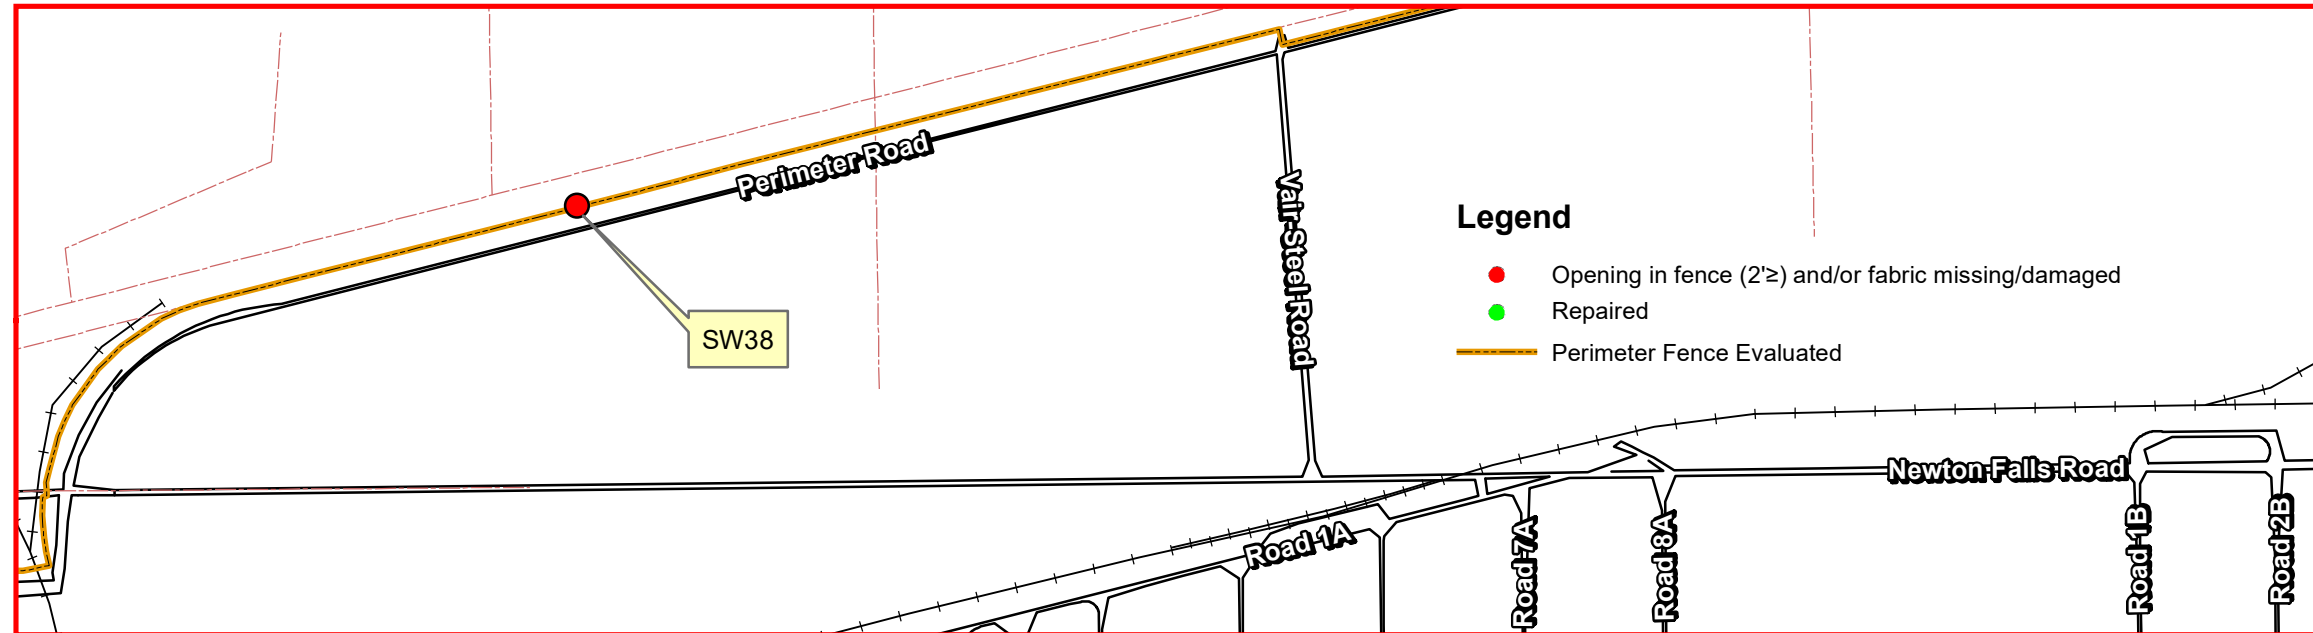 Perimeter Road
Vair Steel Road
SW38
Legend
Opening in fence (2'≥) and/or fabric missing/damaged
Repaired
Perimeter Fence Evaluated
Newton Falls Road
Road 1A
Road 7A
Road 8A
Road 1B
Road 2B